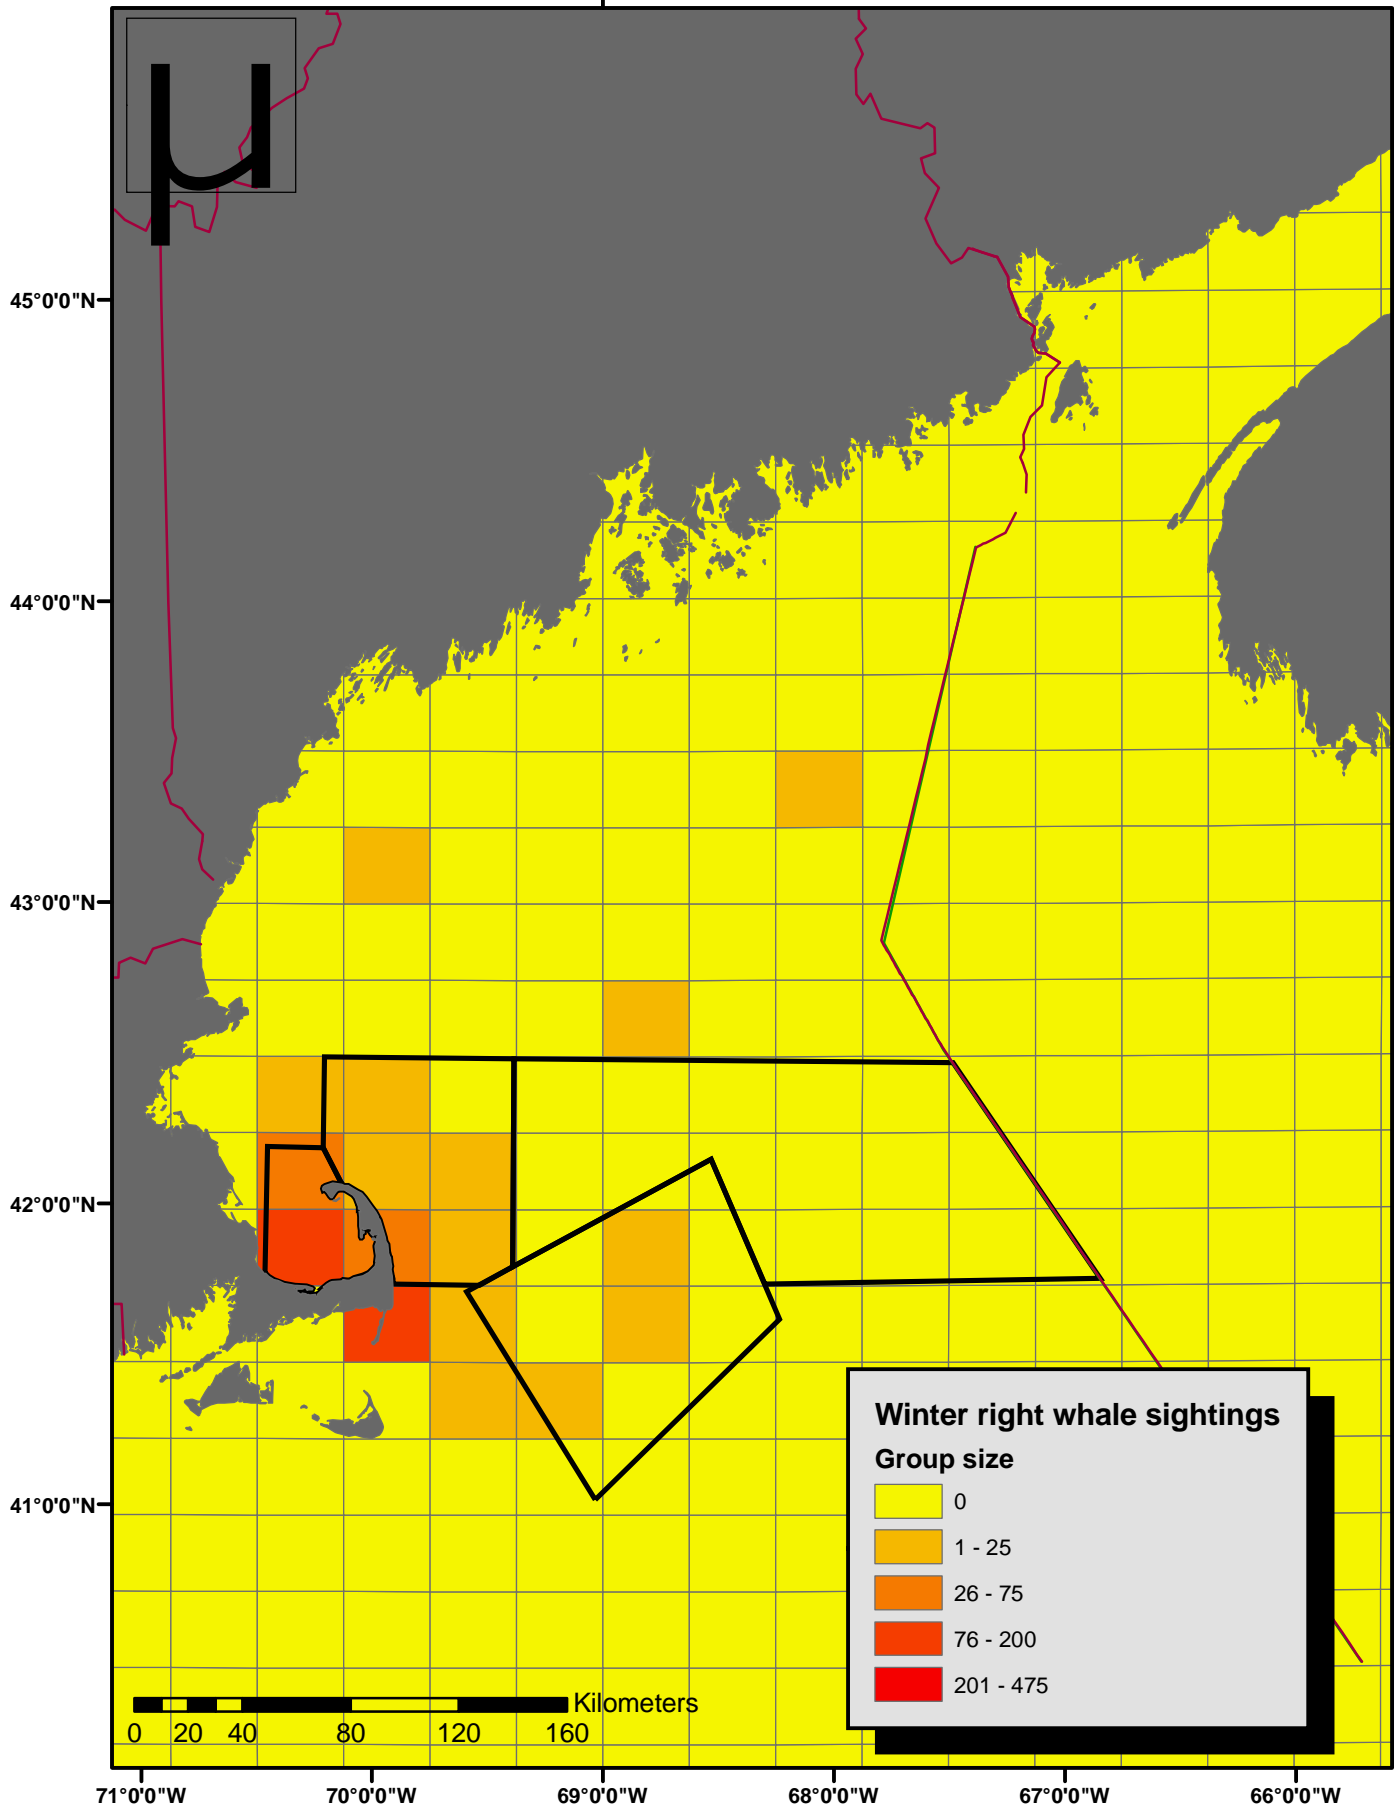 µ
45°0'0"N
44°0'0"N
43°0'0"N
42°0'0"N
41°0'0"N
Winter right whale sightings
Group size
0
1 - 25
26 - 75
76 - 200
201 - 475
Kilometers
0 20 40 80 120 160
71°0'0"W 70°0'0"W 69°0'0"W 68°0'0"W 67°0'0"W 66°0'0"W